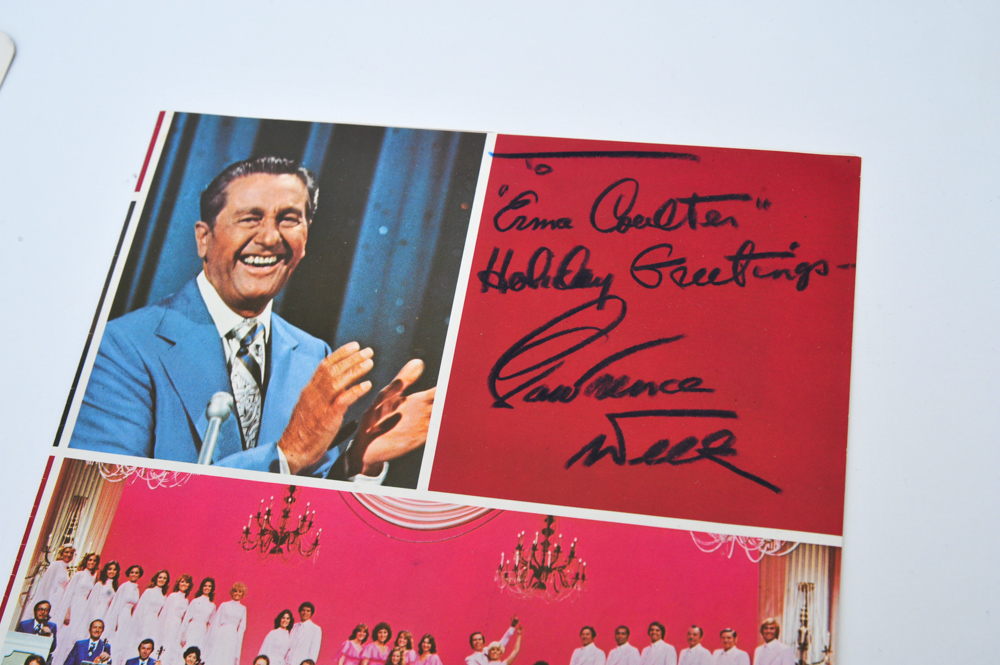 To
"Erma Coulter"
Holiday Greetings-
Lawrence
Welk